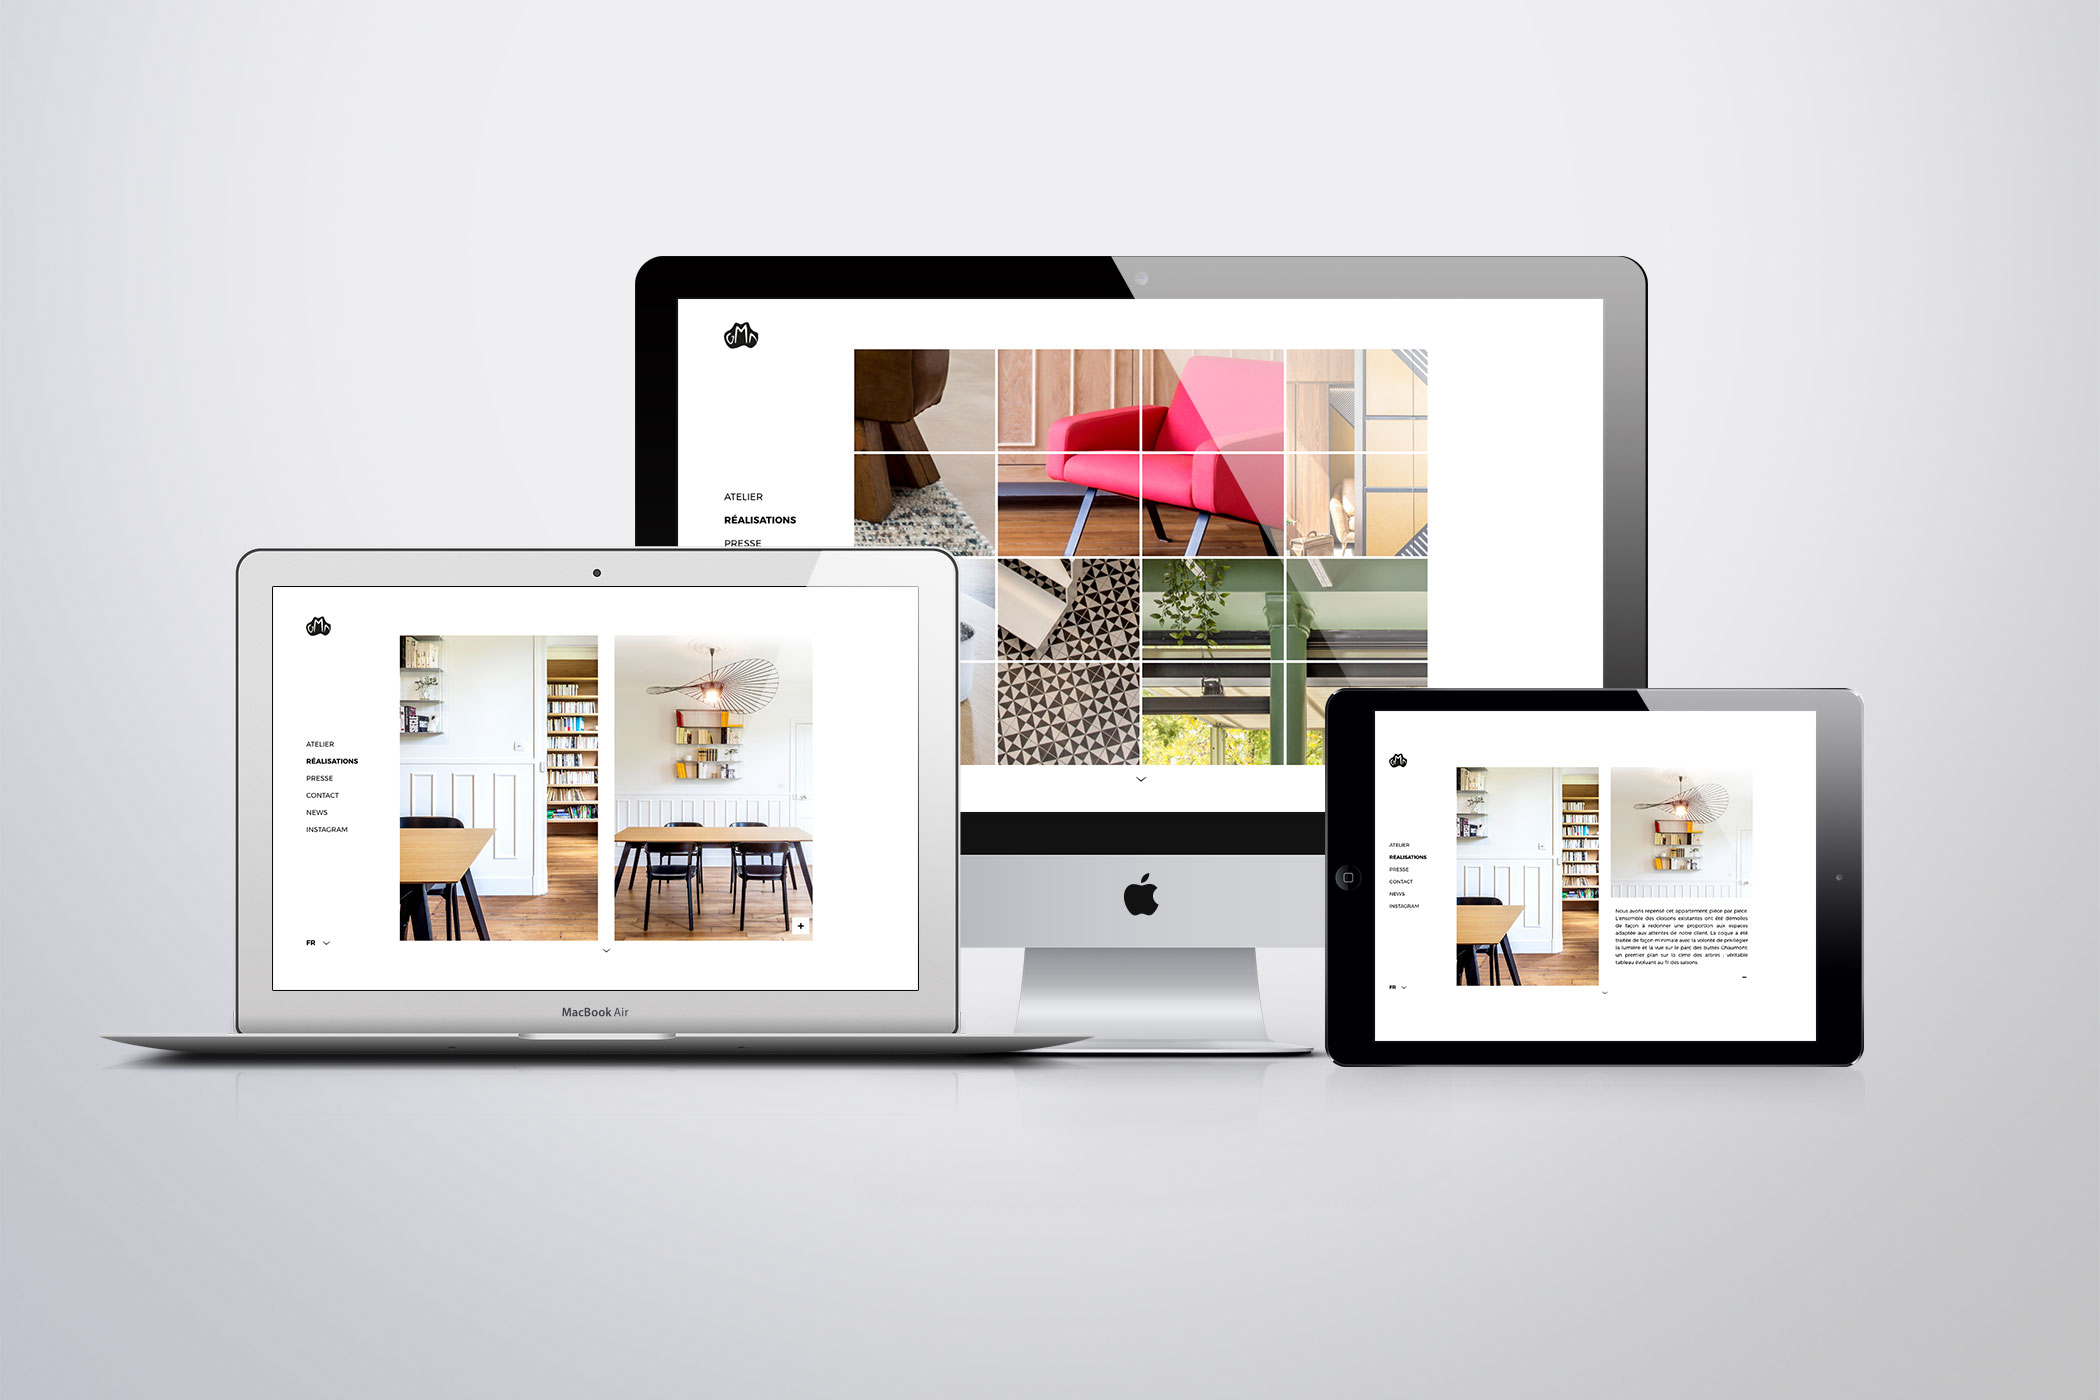 GMA
ATELIER
RÉALISATIONS
PRESSE
GMA
ATELIER
RÉALISATIONS
PRESSE
CONTACT
NEWS
INSTAGRAM
FR
MacBook Air
GMA
ATELIER
RÉALISATIONS
PRESSE
CONTACT
NEWS
INSTAGRAM
FR
Nous avons repensé cet appartement pièce par pièce.
L'ensemble des cloisons existantes ont été démolies
de façon à redonner une proportion aux espaces
adaptée aux attentes de notre client. La coque a été
traitée de façon minimale avec la volonté de privilégier
la lumière et la vue sur le parc des buttes Chaumont
un premier plan sur la cime des arbres : véritable
tableau évoluant au fil des saisons.